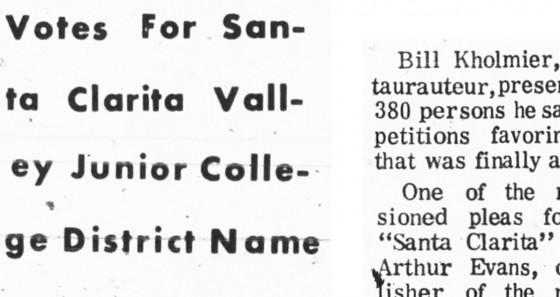 Votes For San-
ta Clarita Vall-
ey Junior Colle-
ge District Name
Bill Kholmier,
taurauteur, presen
380 persons he sa
petitions favorin
that was finally a
One of the
sioned pleas fo
"Santa Clarita"
Arthur Evans,
lisher of the